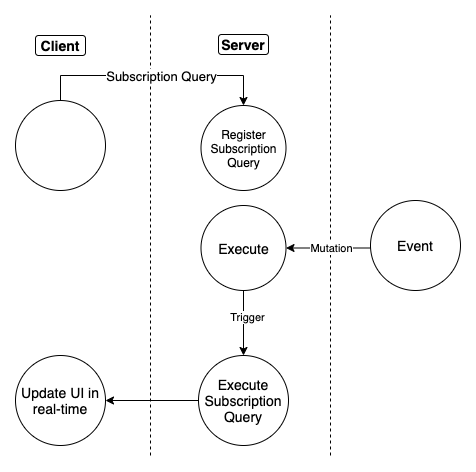 Client
Server
Subscription Query
Register
Subscription
Query
Execute
Mutation
Event
Trigger
Update UI in
real-time
Execute
Subscription
Query